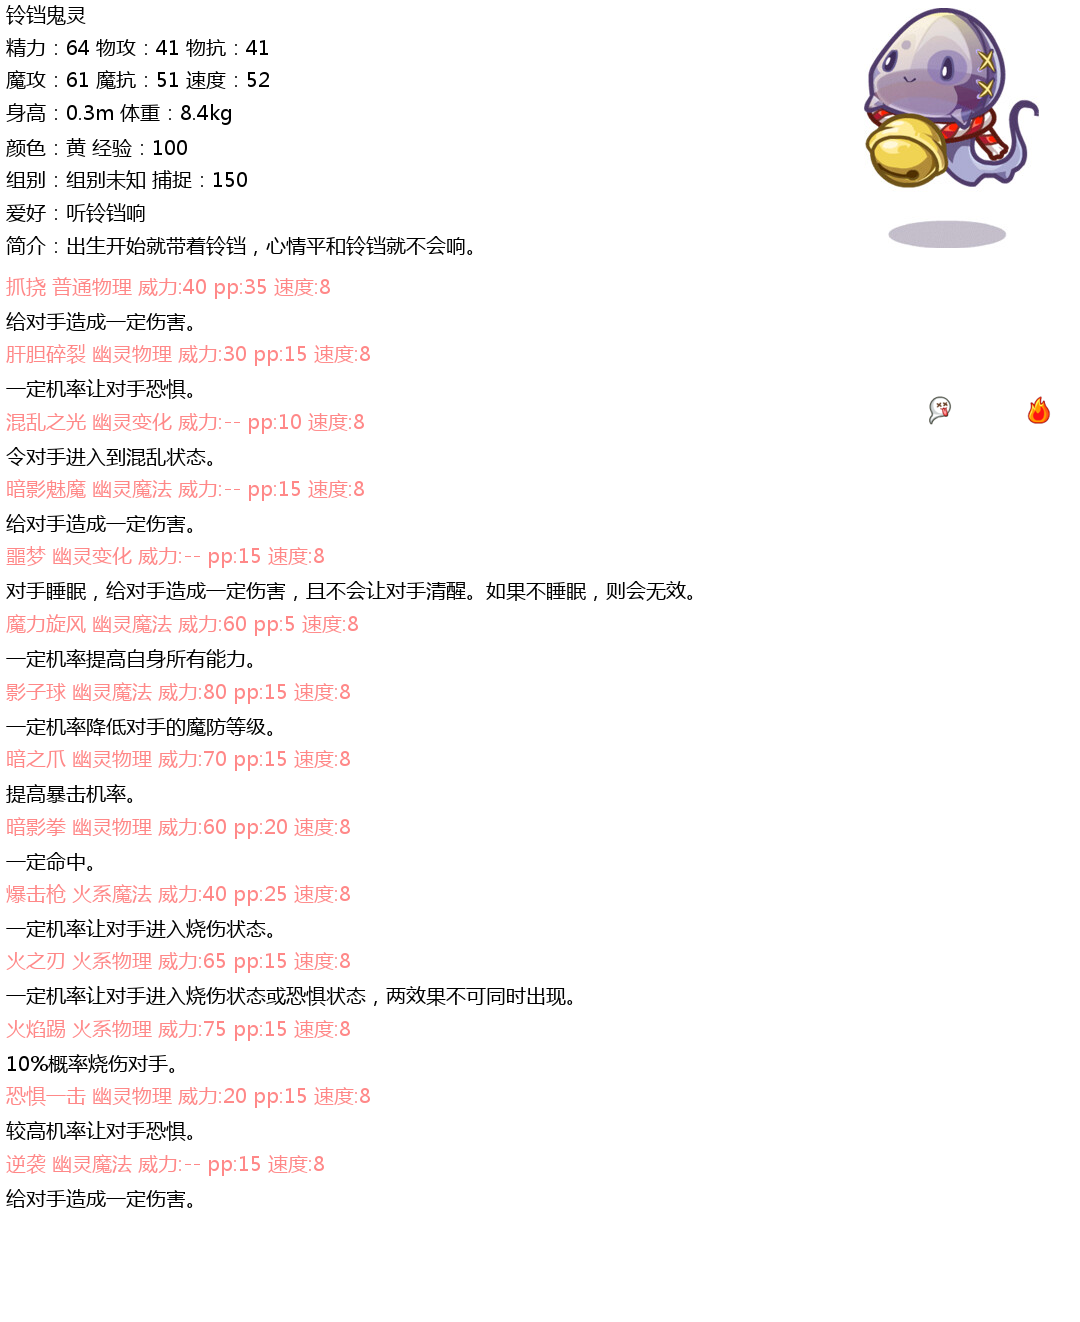 铃铛鬼灵
精力：64 物攻：41 物抗：41
魔攻：61 魔抗：51 速度：52
身高：0.3m 体重：8.4kg
颜色：黄 经验：100
组别：组别未知 捕捉：150
爱好：听铃铛响
简介：出生开始就带着铃铛，心情平和铃铛就不会响。
抓挠 普通物理 威力:40 pp:35 速度:8
给对手造成一定伤害。
肝胆碎裂 幽灵物理 威力:30 pp:15 速度:8
一定机率让对手恐惧。
混乱之光 幽灵变化 威力:-- pp:10 速度:8
令对手进入到混乱状态。
暗影魅魔 幽灵魔法 威力:-- pp:15 速度:8
给对手造成一定伤害。
噩梦 幽灵变化 威力:-- pp:15 速度:8
对手睡眠，给对手造成一定伤害，且不会让对手清醒。如果不睡眠，则会无效。
魔力旋风 幽灵魔法 威力:60 pp:5 速度:8
一定机率提高自身所有能力。
影子球 幽灵魔法 威力:80 pp:15 速度:8
一定机率降低对手的魔防等级。
暗之爪 幽灵物理 威力:70 pp:15 速度:8
提高暴击机率。
暗影拳 幽灵物理 威力:60 pp:20 速度:8
一定命中。
爆击枪 火系魔法 威力:40 pp:25 速度:8
一定机率让对手进入烧伤状态。
火之刃 火系物理 威力:65 pp:15 速度:8
一定机率让对手进入烧伤状态或恐惧状态，两效果不可同时出现。
火焰踢 火系物理 威力:75 pp:15 速度:8
10%概率烧伤对手。
恐惧一击 幽灵物理 威力:20 pp:15 速度:8
较高机率让对手恐惧。
逆袭 幽灵魔法 威力:-- pp:15 速度:8
给对手造成一定伤害。